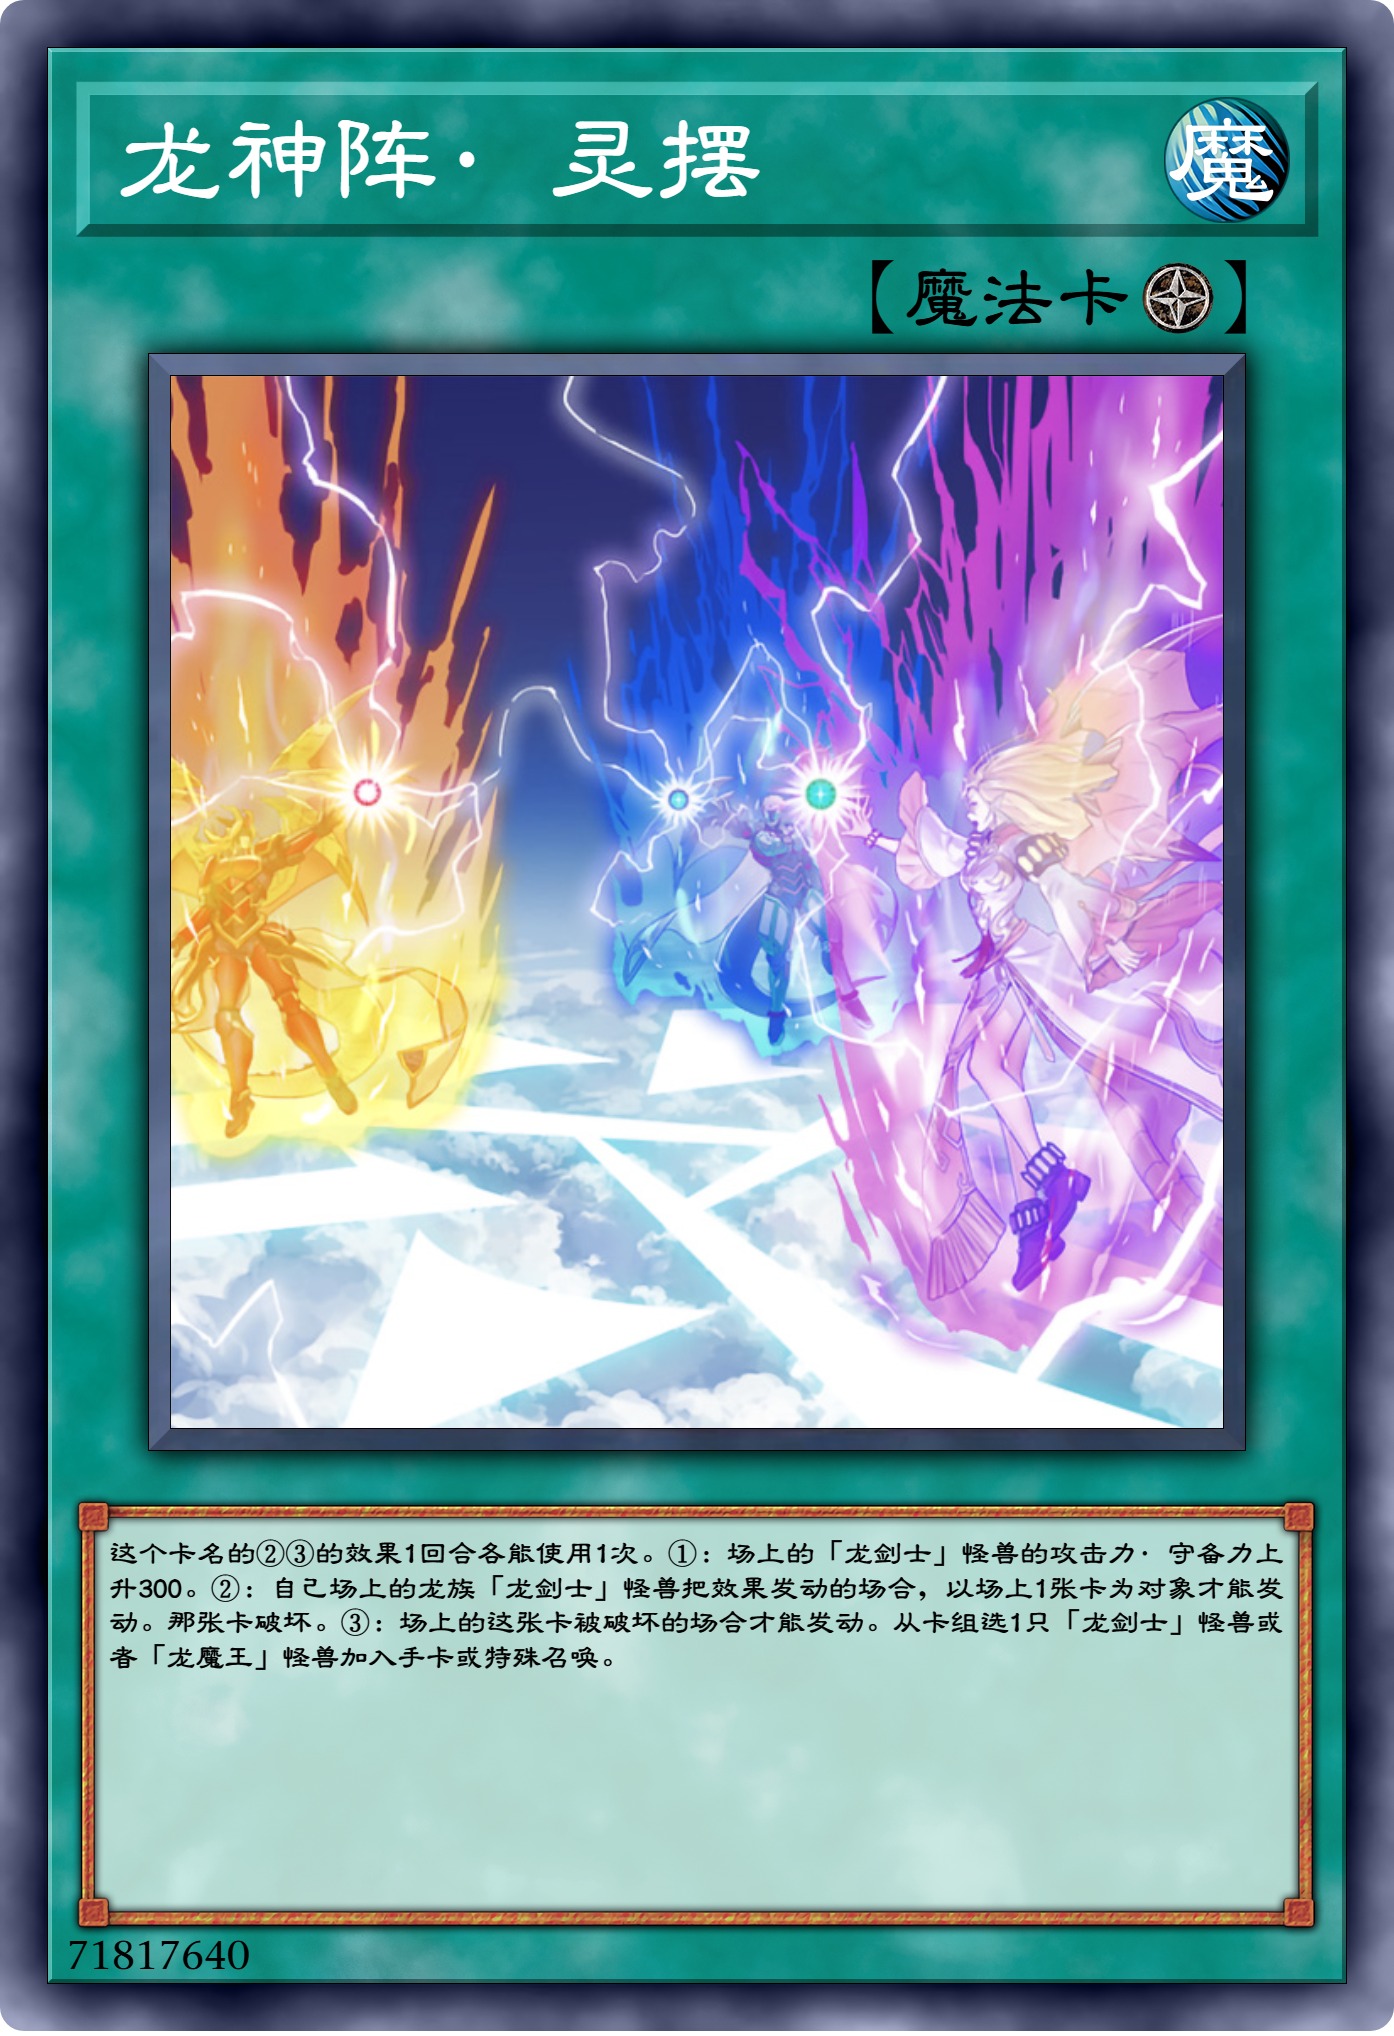 龙神阵· 灵摆
魔
【魔法卡】
这个卡名的②③的效果1回合各能使用1次。①：场上的「龙剑士」怪兽的攻击力·守备力上
升300。②：自己场上的龙族「龙剑士」怪兽把效果发动的场合，以场上1张卡为对象才能发
动。那张卡破坏。③：场上的这张卡被破坏的场合才能发动。从卡组选1只「龙剑士」怪兽或
者「龙魔王」怪兽加入手卡或特殊召唤。
71817640